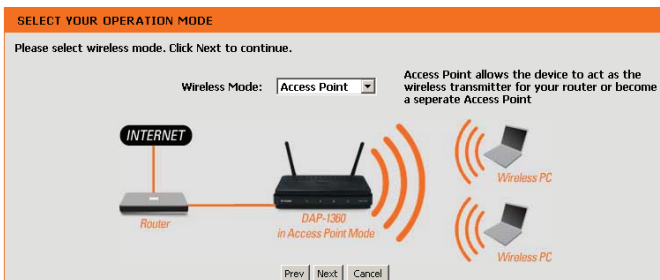 SELECT YOUR OPERATION MODE
Please select wireless mode. Click Next to continue.
Wireless Mode: Access Point
Access Point allows the device to act as the
wireless transmitter for your router or become
a seperate Access Point
INTERNET
Router
DAP-1360
in Access Point Mode
Wireless PC
Wireless PC
Prev Next Cancel